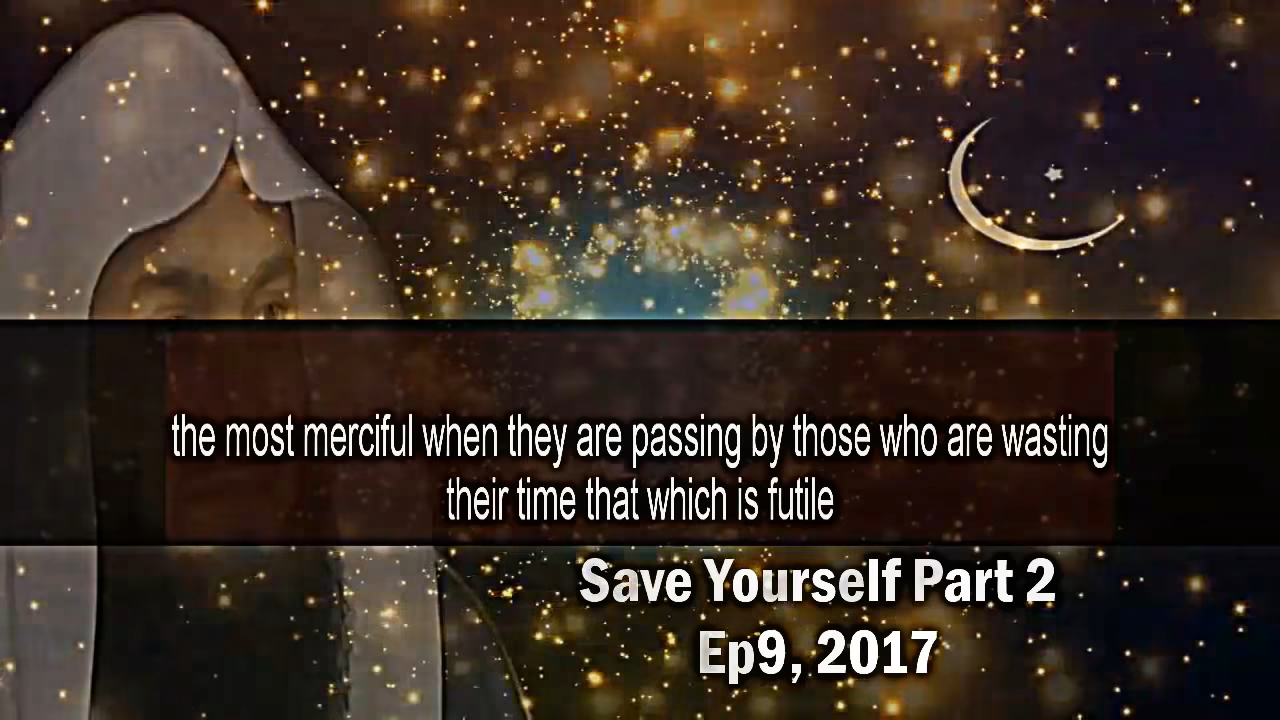 the most merciful when they are passing by those who are wasting
their time that which is futile
Save Yourself Part 2
Ep9, 2017